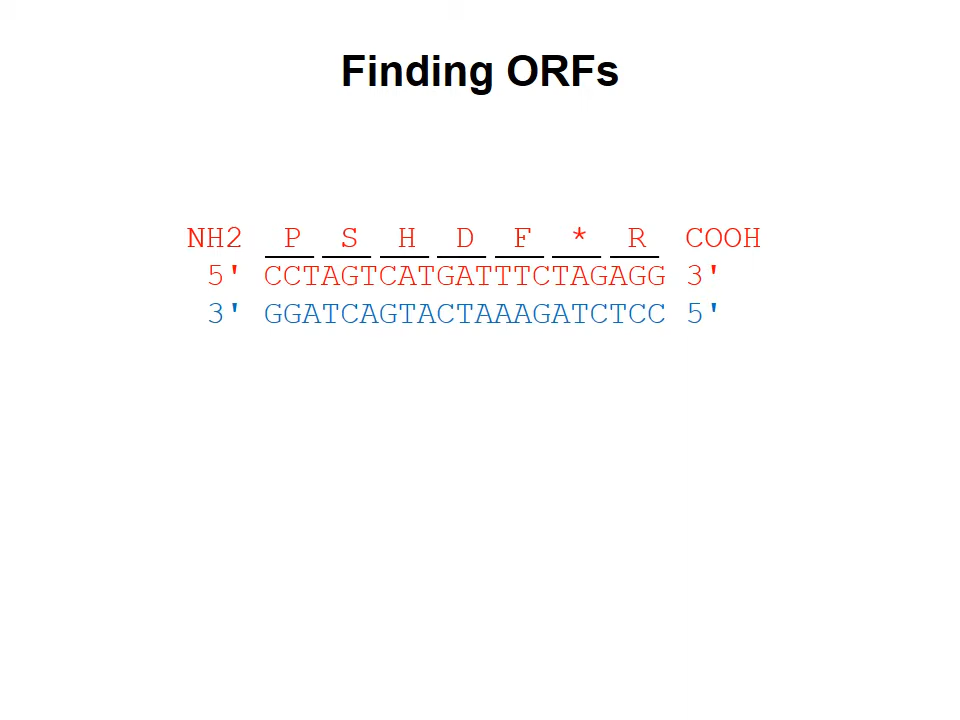 Finding ORFs
NH2 P S H D F * R COOH
5' CCTAGTCATGATTTCTAGAGG 3'
3' GGATCAGTACTAAAGATCTCC 5'